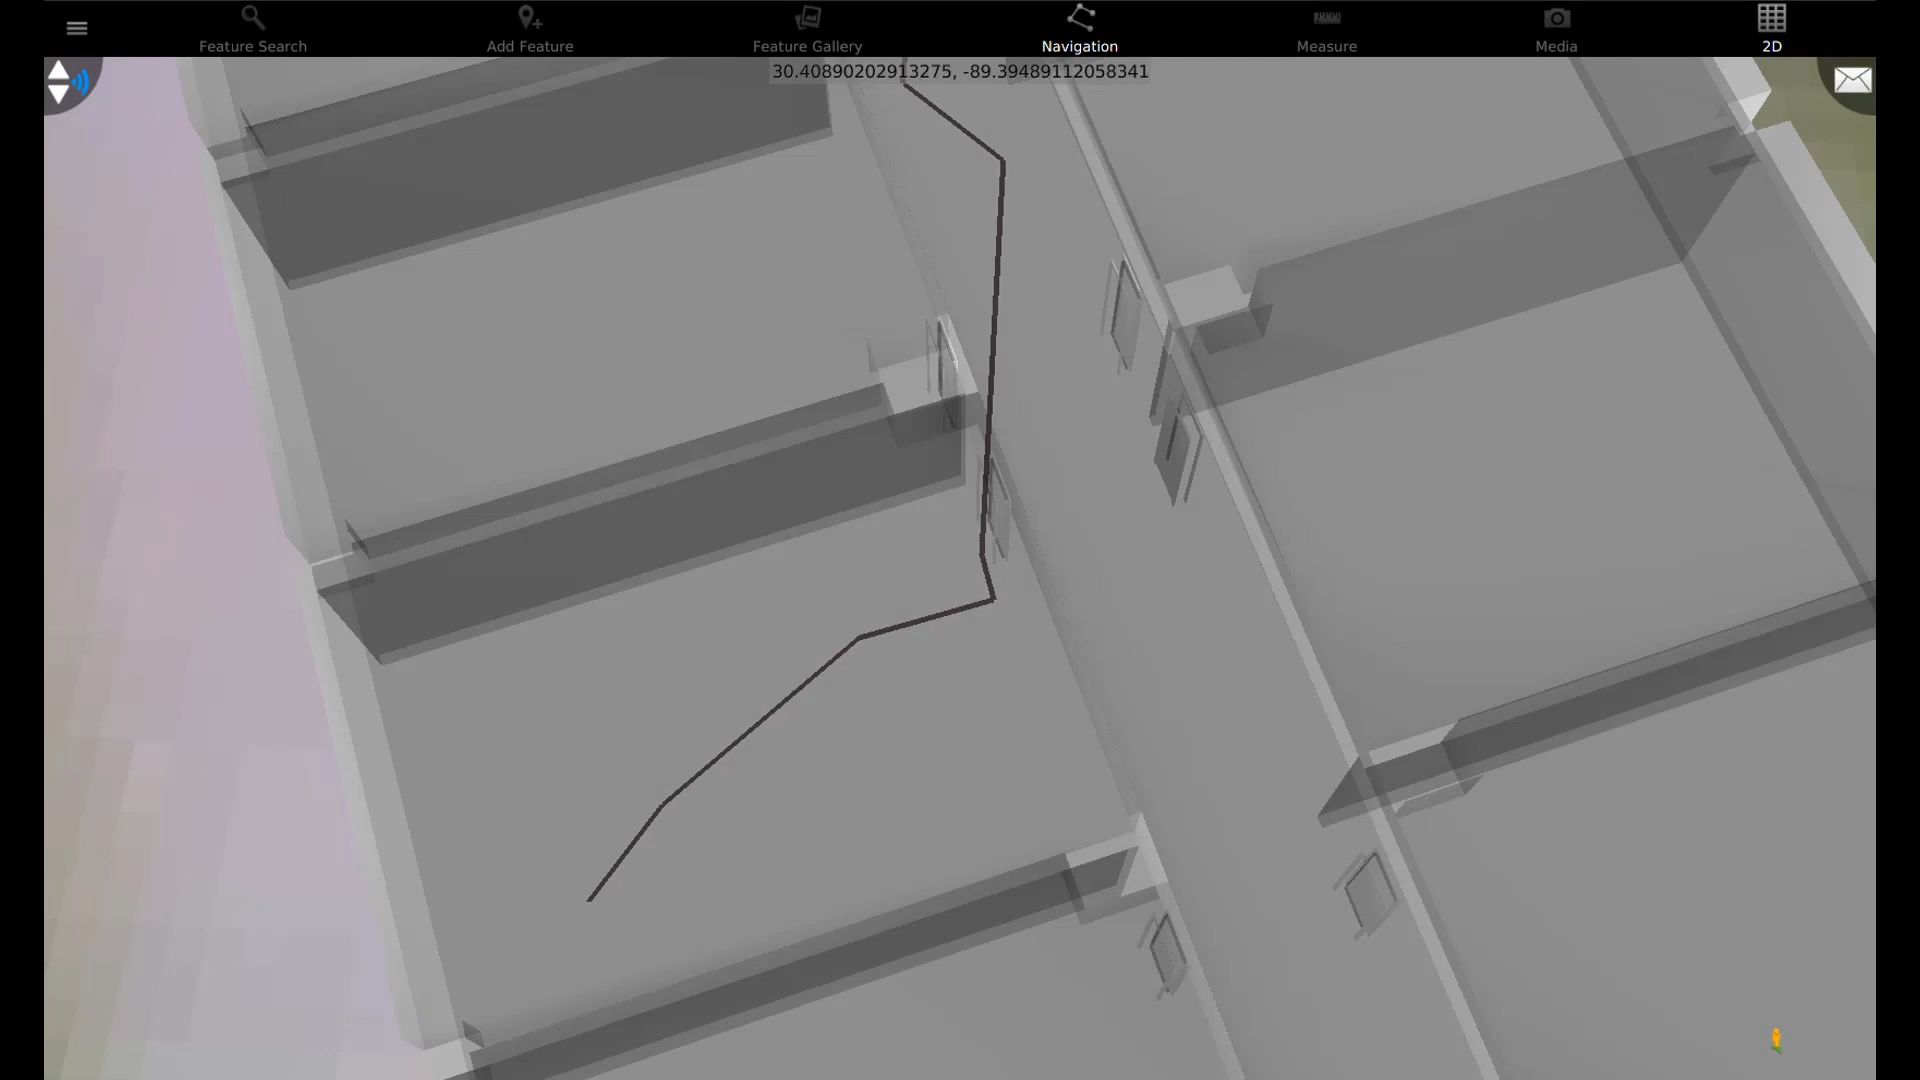 Feature Search
Add Feature
Feature Gallery
Navigation
Measure
Media
2D
30.40890202913275, -89.39489112058341